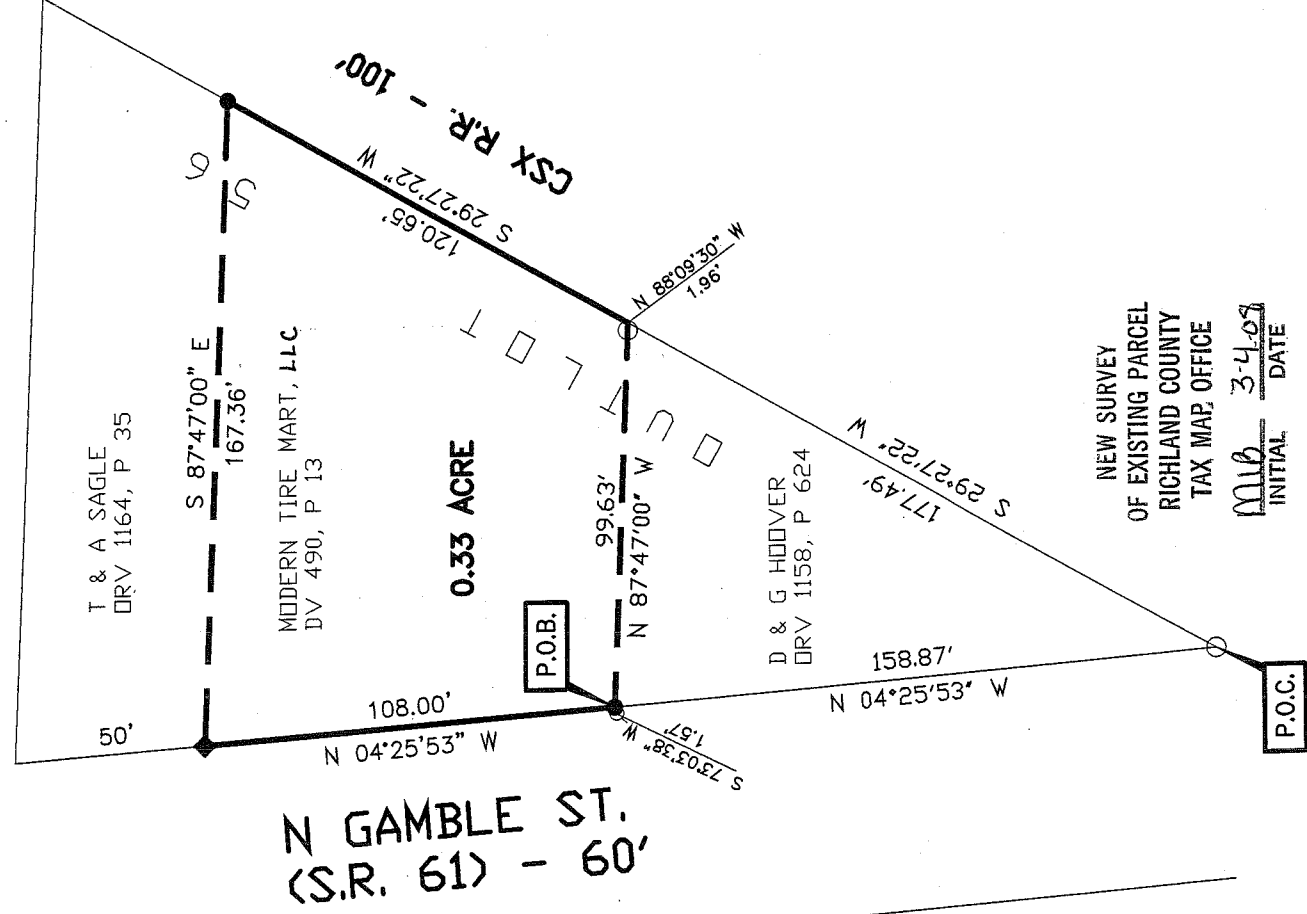 CSX R.R. - 100'
6
5
S 29°27'22" W
120.65'
S 87°47'00" E
167.36'
T & A SAGLE
ORV 1164, P 35
MODERN TIRE MART, LLC
DV 490, P 13
0.33 ACRE
OUTLOT
N 88°09'30" W
1.96'
P.O.B.
99.63'
N 87°47'00" W
50'
108.00'
N 04°25'53" W
S 73°03'38" W
1.57'
D & G HOOVER
ORV 1158, P 624
S 29°27'22" W
177.49'
158.87'
N 04°25'53" W
P.O.C.
N GAMBLE ST.
(S.R. 61) - 60'
NEW SURVEY
OF EXISTING PARCEL
RICHLAND COUNTY
TAX MAP OFFICE
MB 3-4-08
INITIAL DATE